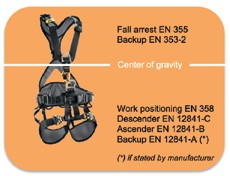 Fall arrest EN 355
Backup EN 353-2
Center of gravity
Work positioning EN 358
Descender EN 12841-C
Ascender EN 12841-B
Backup EN 12841-A (*)
(*) if stated by manufacturer